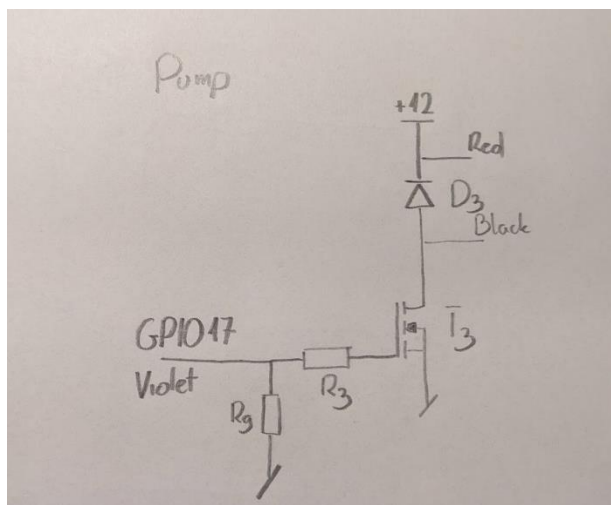 Pump
+12
Red
D3
Black
GPIO17
T3
Violet
R3
R9